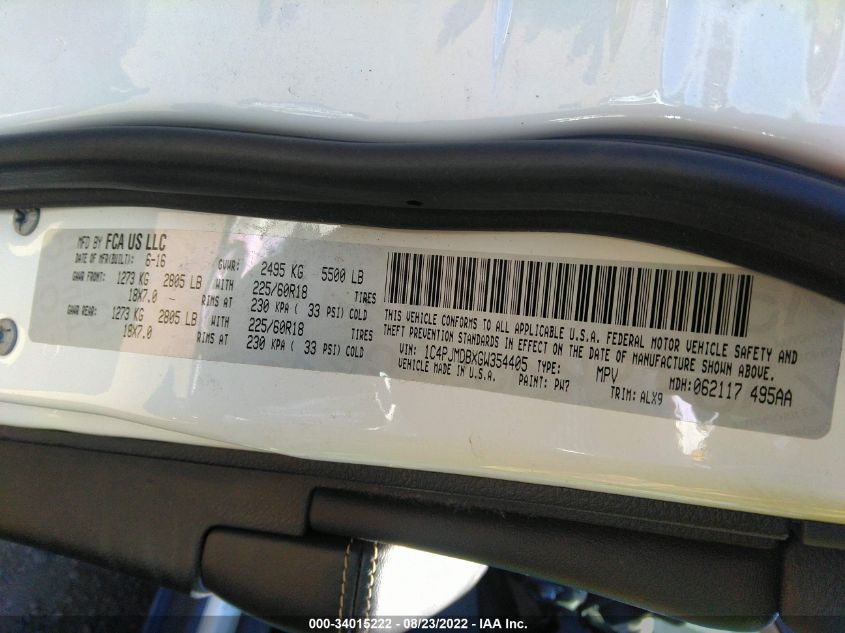 MFD BY FCA US LLC
DATE OF MFR(BUILT): 6-16 GVWR: 2495 KG 5500 LB
GAWR FRONT: 1273 KG 2805 LB WITH 225/60R18 TIRES
18X7.0 RIMS AT 230 KPA ( 33 PSI) COLD
GAWR REAR: 1273 KG 2805 LB WITH 225/60R18 TIRES
18X7.0 RIMS AT 230 KPA ( 33 PSI) COLD
THIS VEHICLE CONFORMS TO ALL APPLICABLE U.S.A. FEDERAL MOTOR VEHICLE SAFETY AND
THEFT PREVENTION STANDARDS IN EFFECT ON THE DATE OF MANUFACTURE SHOWN ABOVE.
VIN: 1C4PJMDBXGW354405 TYPE: MPV MDH: 062117 495AA
VEHICLE MADE IN U.S.A. PAINT: PW7 TRIM: ALX9
000-34015222 - 08/23/2022 - IAA Inc.